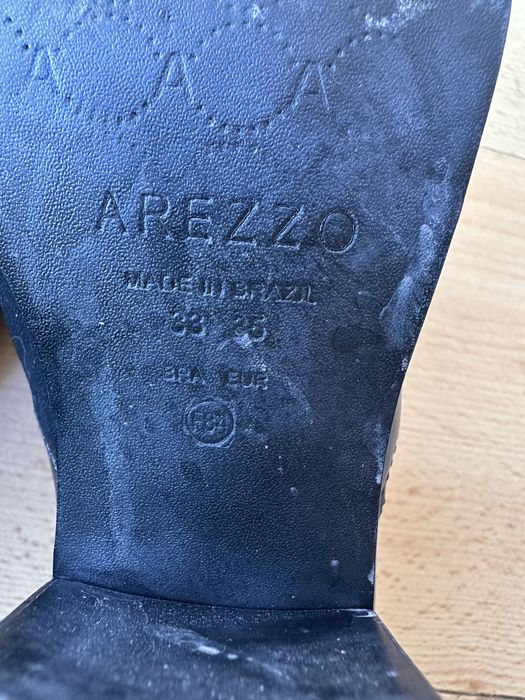 A A A A
AREZZO
MADE IN BRAZIL
33 35
BRA EUR